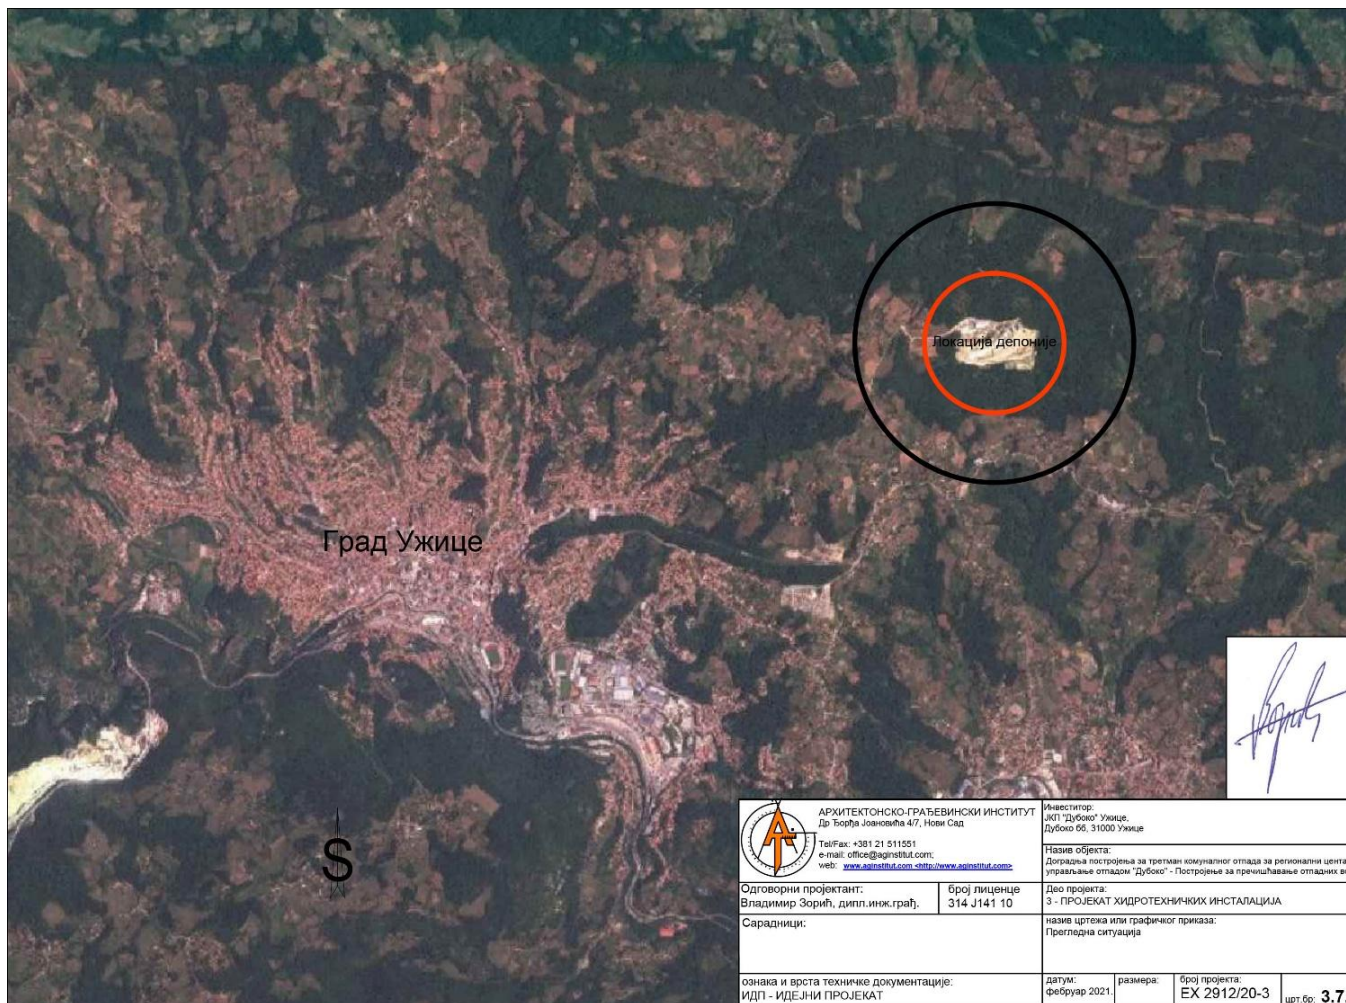 Локација депоније
Град Ужице
S
АРХИТЕКТОНСКО-ГРАЂЕВИНСКИ ИНСТИТУТ
Др Ђорђа Јоановића 4/7, Нови Сад
Tel/Fax: +381 21 511551
e-mail: office@aginstitut.com;
web: www.aginstitut.com <http://www.aginstitut.com>
Инвеститор:
ЈКП "Дубоко" Ужице,
Дубоко бб, 31000 Ужице
Назив објекта:
Доградња постројења за третман комуналног отпада за регионални цента
управљање отпадом "Дубоко" - Постројење за пречишћавање отпадних в
Одговорни пројектант:
Владимир Зорић, дипл.инж.грађ.
број лиценце
314 Ј141 10
Део пројекта:
3 - ПРОЈЕКАТ ХИДРОТЕХНИЧКИХ ИНСТАЛАЦИЈА
Сарадници:
назив цртежа или графичког приказа:
Прегледна ситуација
ознака и врста техничке документације:
ИДП - ИДЕЈНИ ПРОЈЕКАТ
датум:
фебруар 2021.
размера:
број пројекта:
EX 2912/20-3
црт.бр: 3.7.